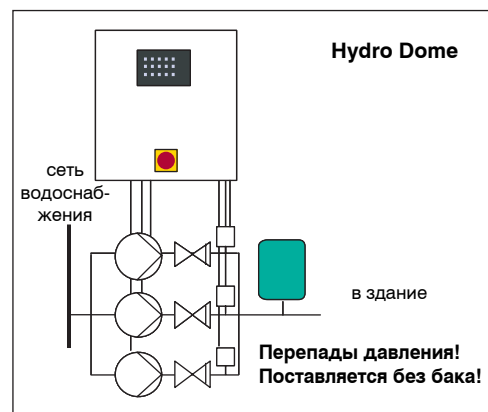 Hydro Dome
сеть
водоснаб-
жения
в здание
Перепады давления!
Поставляется без бака!